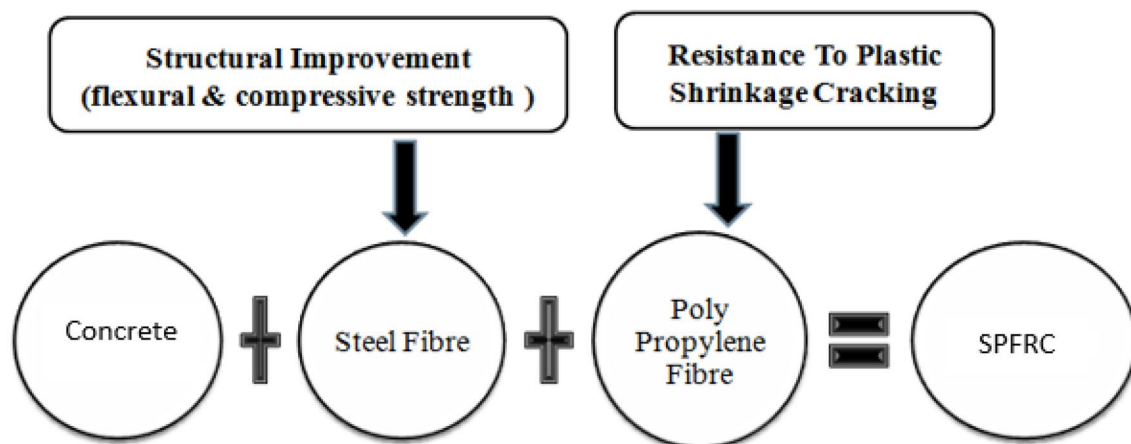 Structural Improvement
(flexural & compressive strength )
Resistance To Plastic
Shrinkage Cracking
Concrete
Steel Fibre
Poly
Propylene
Fibre
SPFRC